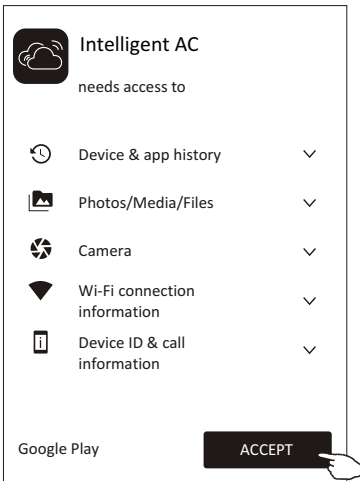 Intelligent AC
needs access to
Device & app history
Photos/Media/Files
Camera
Wi-Fi connection
information
Device ID & call
information
Google Play
ACCEPT